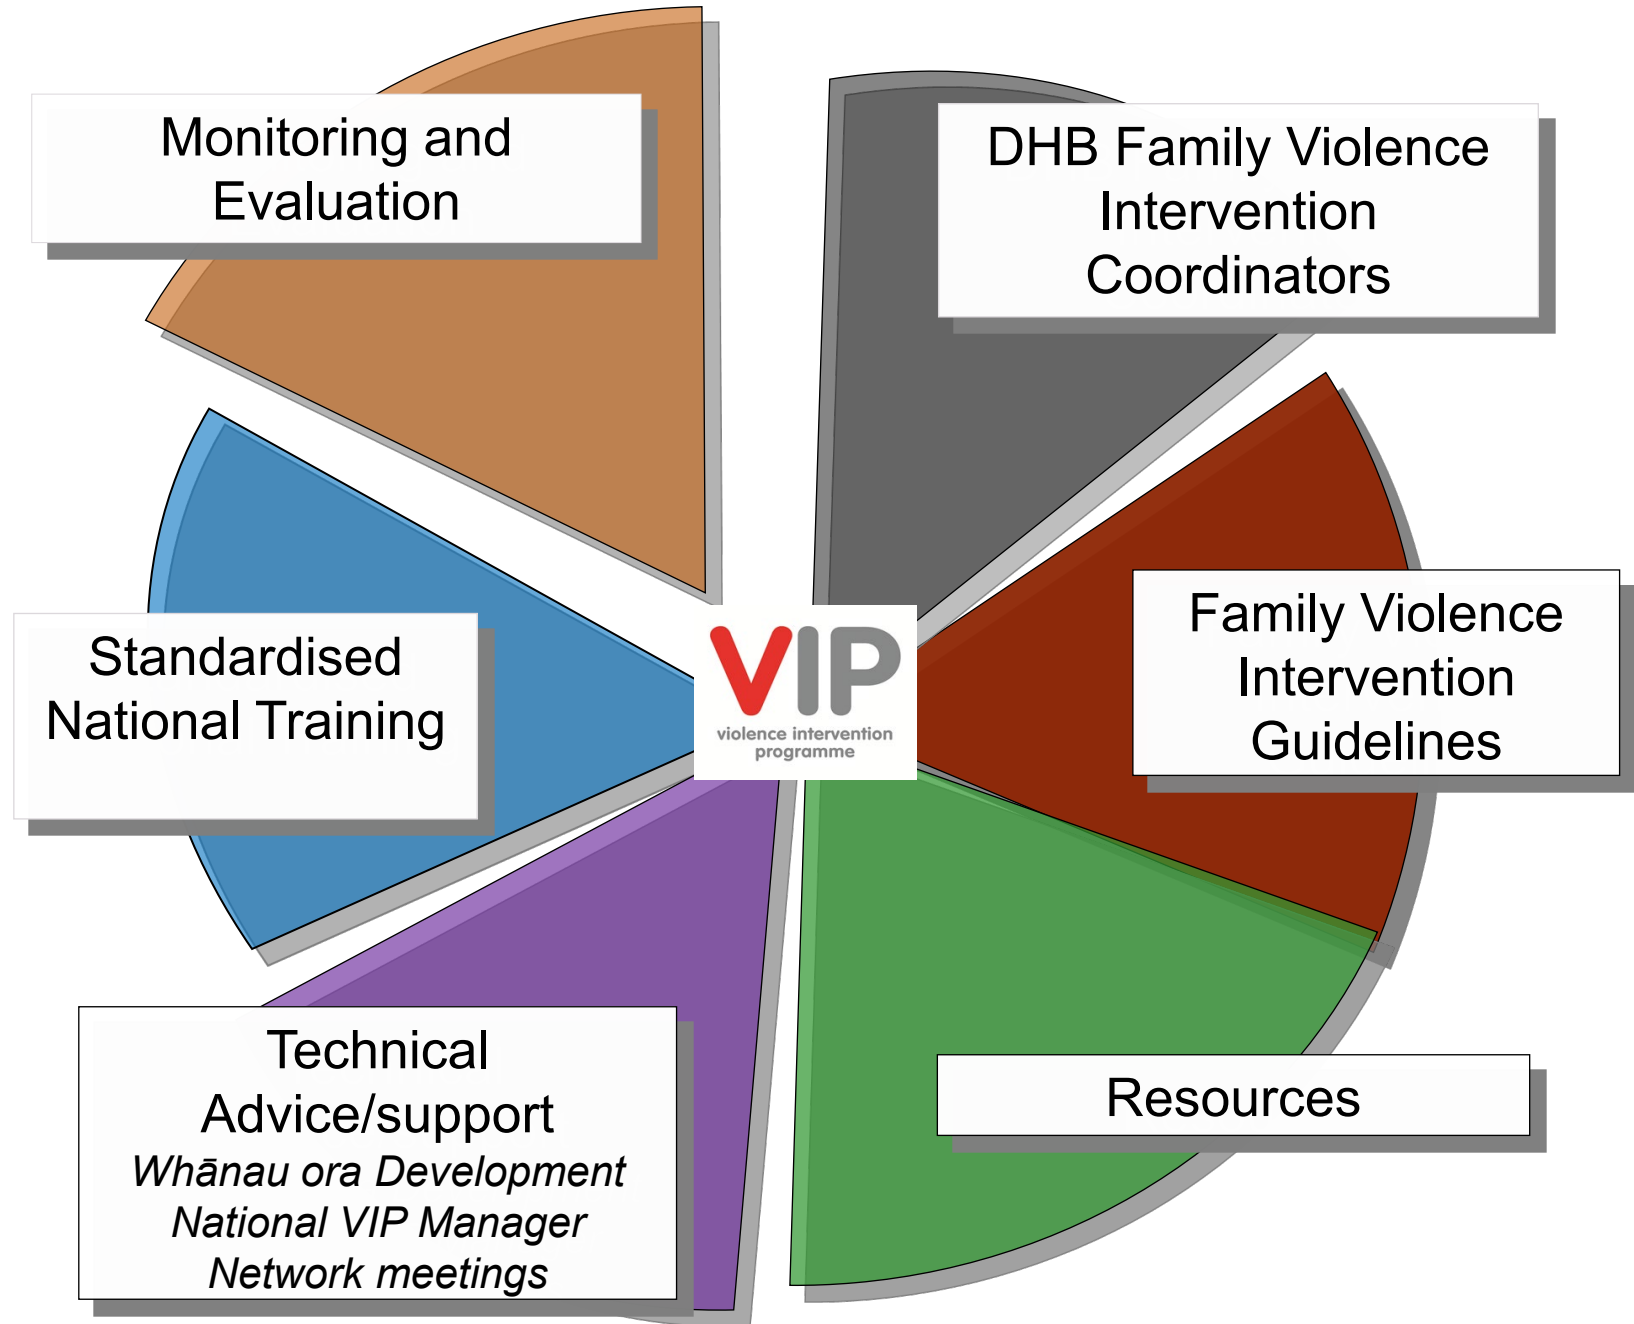 Monitoring and
Evaluation
DHB Family Violence
Intervention
Coordinators
Standardised
National Training
VIP
violence intervention
programme
Family Violence
Intervention
Guidelines
Technical
Advice/support
Whānau ora Development
National VIP Manager
Network meetings
Resources